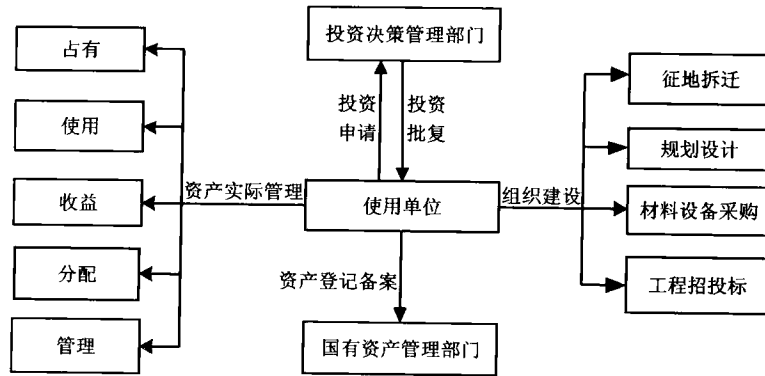 占有
使用
收益
分配
管理
资产实际管理
投资决策管理部门
投资
申请
投资
批复
使用单位
资产登记备案
国有资产管理部门
组织建设
征地拆迁
规划设计
材料设备采购
工程招投标